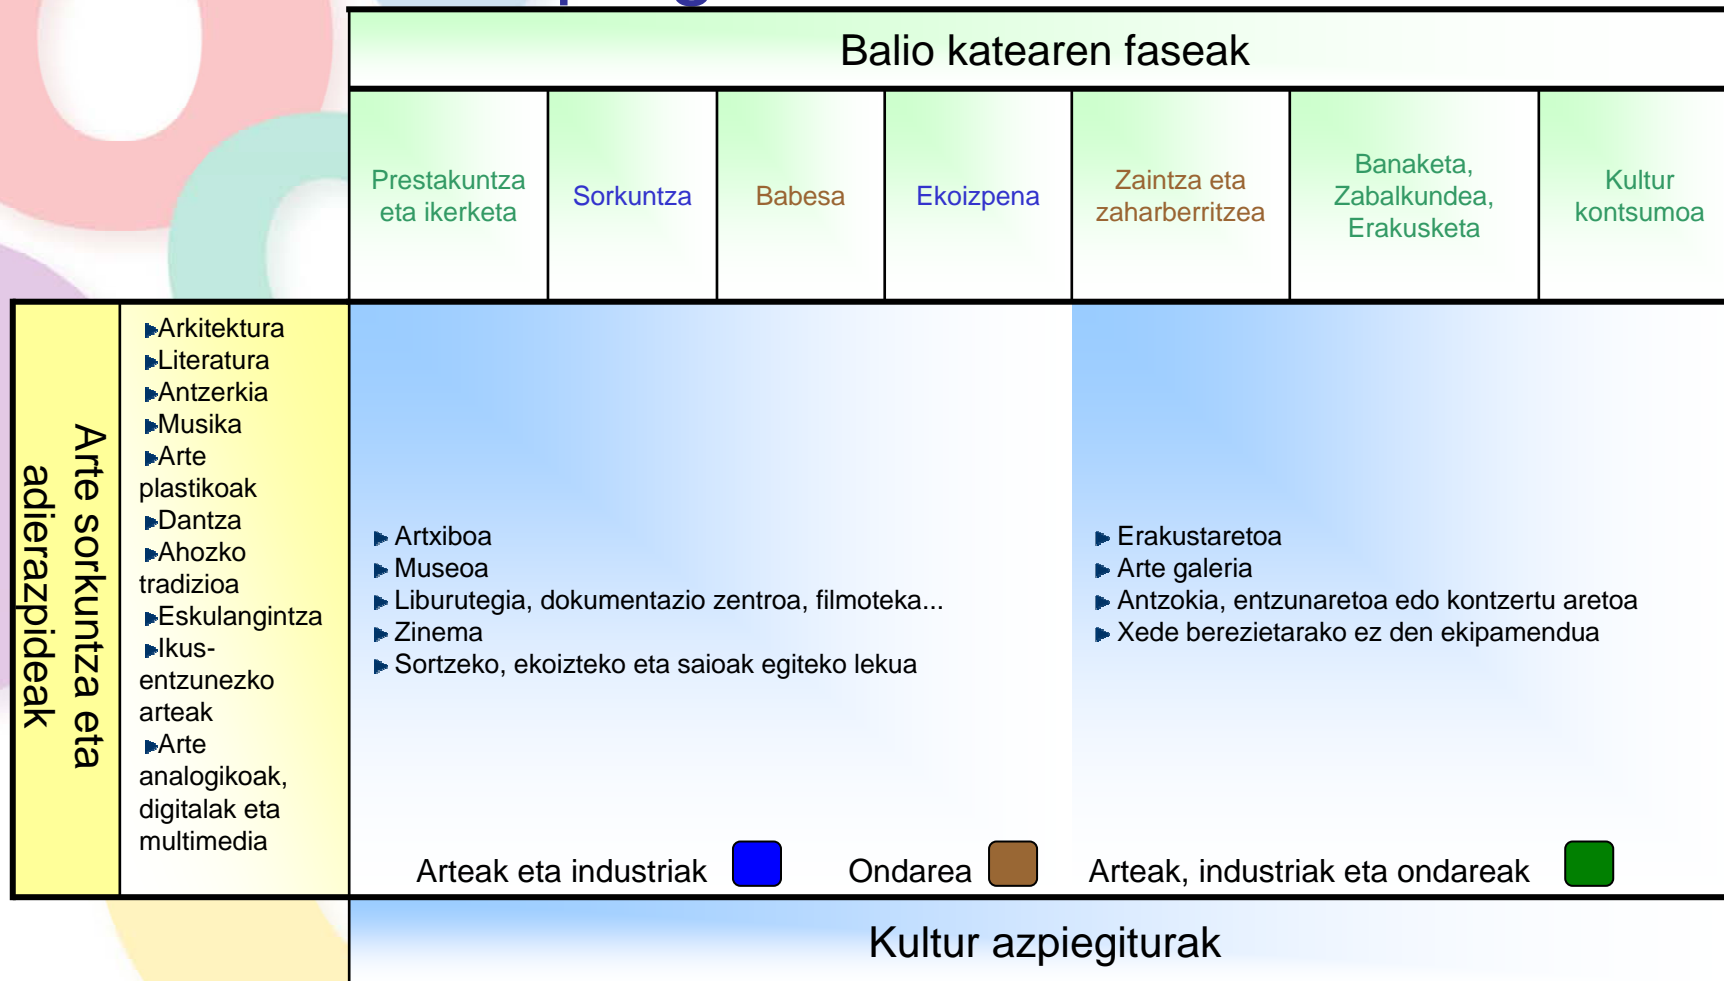 Balio katearen faseak
Prestakuntza
eta ikerketa
Sorkuntza
Babesa
Ekoizpena
Zaintza eta
zaharberritzea
Banaketa,
Zabalkundea,
Erakusketa
Kultur
kontsumoa
Arte sorkuntza eta
adierazpideak
Arkitektura
Literatura
Antzerkia
Musika
Arte
plastikoak
Dantza
Ahozko
tradizioa
Eskulangintza
Ikus-
entzunezko
arteak
Arte
analogikoak,
digitalak eta
multimedia
Artxiboa
Museoa
Liburutegia, dokumentazio zentroa, filmoteka...
Zinema
Sortzeko, ekoizteko eta saioak egiteko lekua
Erakustaretoa
Arte galeria
Antzokia, entzunaretoa edo kontzertu aretoa
Xede berezietarako ez den ekipamendua
Arteak eta industriak
Ondarea
Arteak, industriak eta ondareak
Kultur azpiegiturak